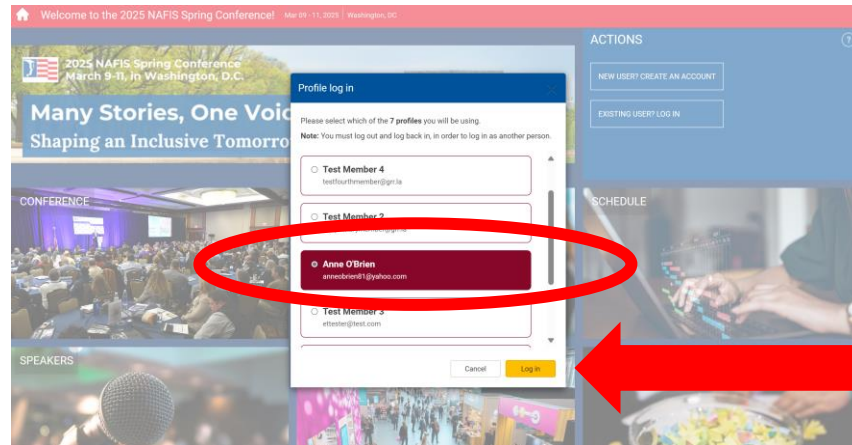 Welcome to the 2025 NAFIS Spring Conference! Mar 09 - 11, 2025 | Washington, DC
2025 NAFIS Spring Conference
March 9-11, in Washington, D.C.
Many Stories, One Voic
Shaping an Inclusive Tomorro
ACTIONS
?
NEW USER? CREATE AN ACCOUNT
EXISTING USER? LOG IN
Profile log in
Please select which of the 7 profiles you will be using.
Note: You must log out and log back in, in order to log in as another person.
Test Member 4
testfourthmember@gn.la
Test Member 2
Anne O'Brien
anneobrien81@yahoo.com
Test Member 3
ettester@test.com
Cancel
Log in
CONFERENCE
SCHEDULE
SPEAKERS